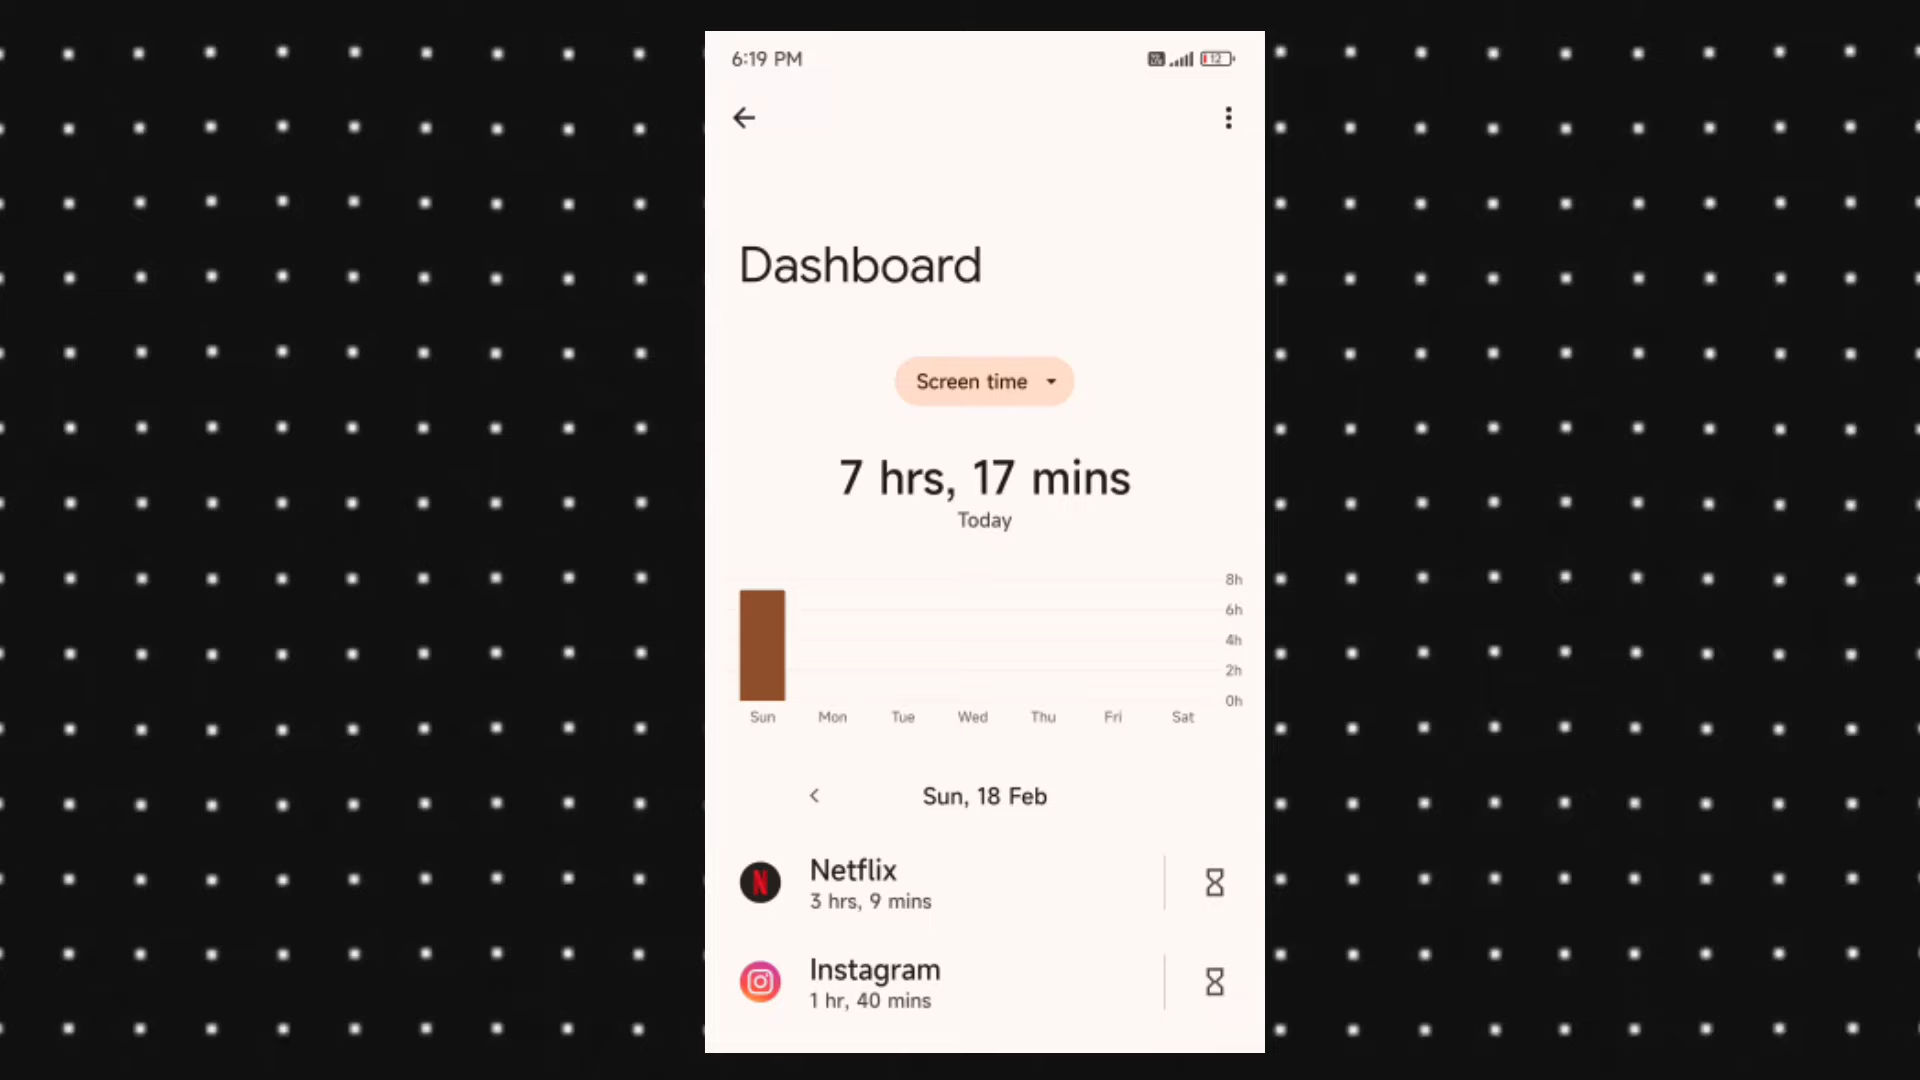 6:19 PM
12
Dashboard
Screen time
7 hrs, 17 mins
Today
8h
6h
4h
2h
0h
Sun Mon Tue Wed Thu Fri Sat
Sun, 18 Feb
Netflix
3 hrs, 9 mins
Instagram
1 hr, 40 mins